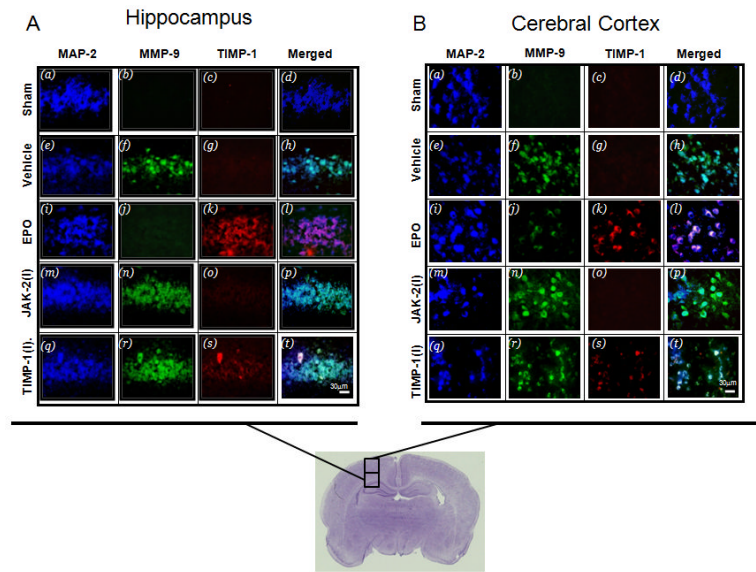 A Hippocampus
MAP-2 MMP-9 TIMP-1 Merged
Sham (a) (b) (c) (d)
Vehicle (e) (f) (g) (h)
EPO (i) (j) (k) (l)
JAK-2(I) (m) (n) (o) (p)
TIMP-1(I). (q) (r) (s) (t)
30µm
B Cerebral Cortex
MAP-2 MMP-9 TIMP-1 Merged
Sham (a) (b) (c) (d)
Vehicle (e) (f) (g) (h)
EPO (i) (j) (k) (l)
JAK-2(I) (m) (n) (o) (p)
TIMP-1(I) (q) (r) (s) (t)
30µm